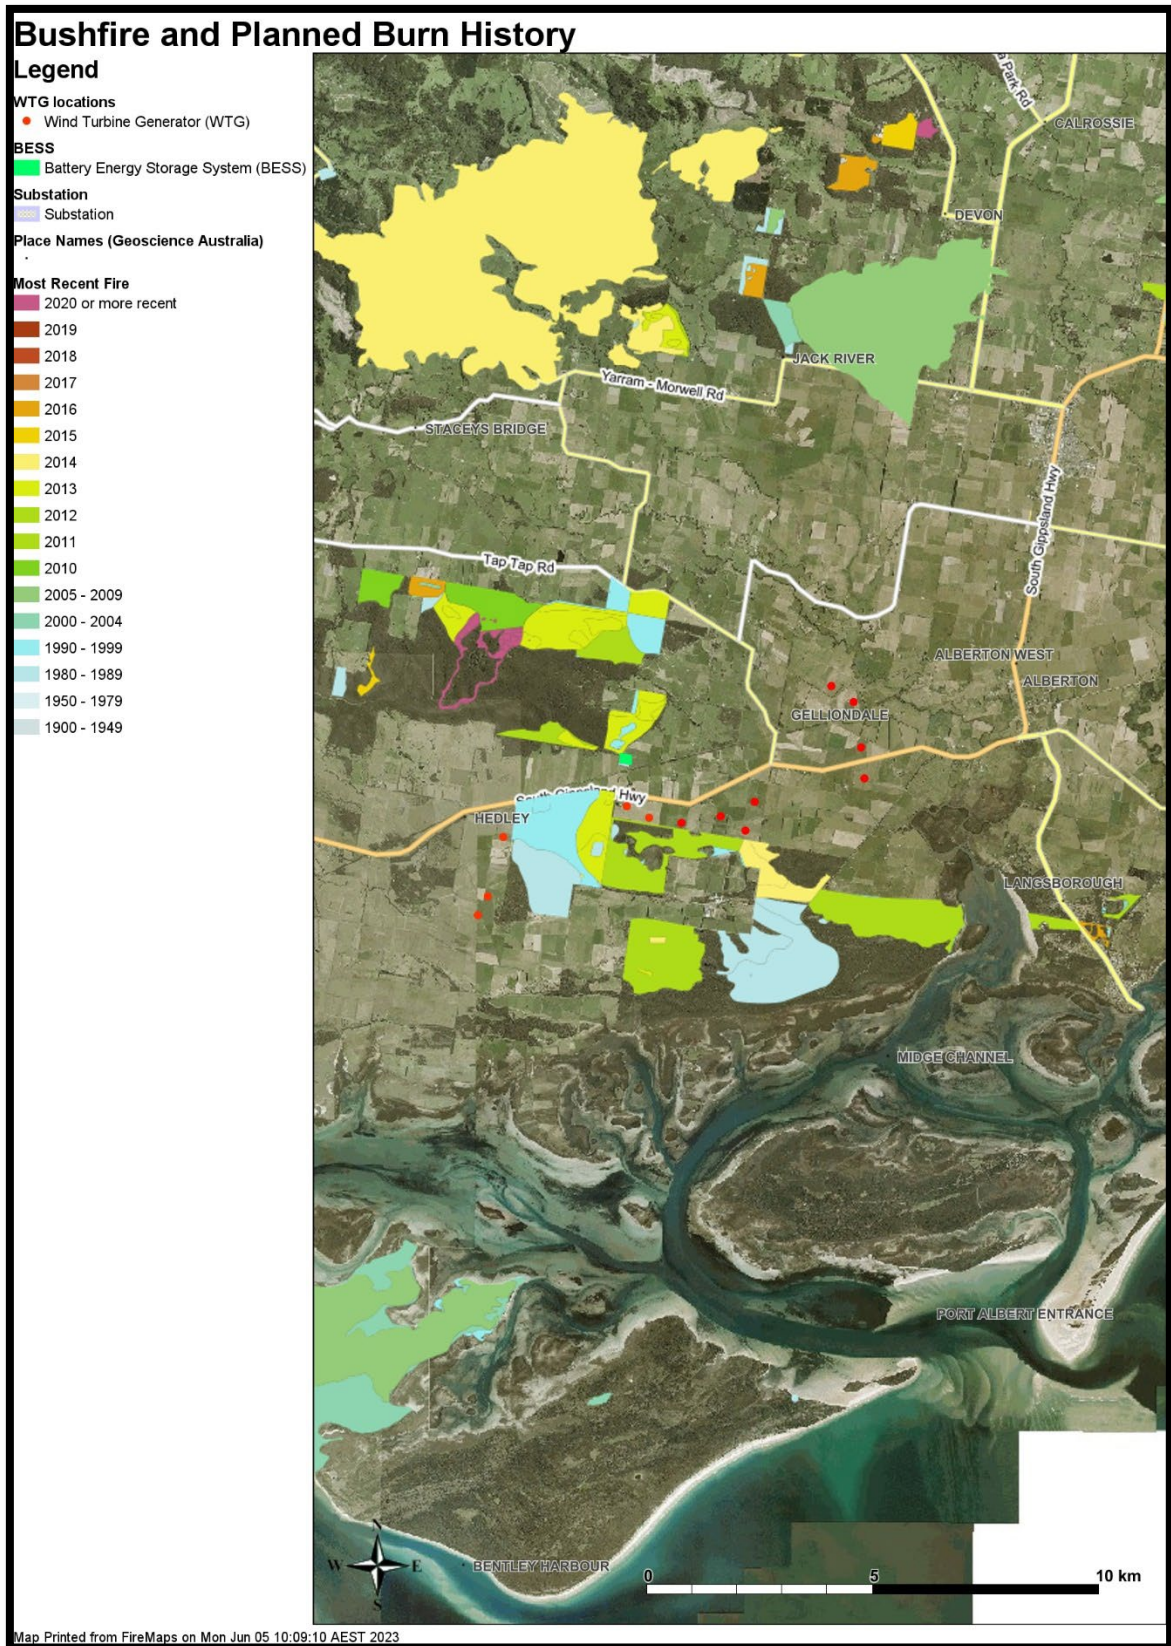 Bushfire and Planned Burn History
Legend
WTG locations
Wind Turbine Generator (WTG)
BESS
Battery Energy Storage System (BESS)
Substation
Substation
Place Names (Geoscience Australia)
Most Recent Fire
2020 or more recent
2019
2018
2017
2016
2015
2014
2013
2012
2011
2010
2005 - 2009
2000 - 2004
1990 - 1999
1980 - 1989
1950 - 1979
1900 - 1949
Park Rd
CALROSSIE
DEVON
JACK RIVER
Yarram - Morwell Rd
STACEYS BRIDGE
South Gippsland Hwy
Tap Tap Rd
ALBERTON WEST
ALBERTON
GELLIONDALE
South Gippsland Hwy
HEDLEY
LANGSBOROUGH
MIDGE CHANNEL
PORT ALBERT ENTRANCE
N
W E
S
BENTLEY HARBOUR
0 5 10 km
Map Printed from FireMaps on Mon Jun 05 10:09:10 AEST 2023